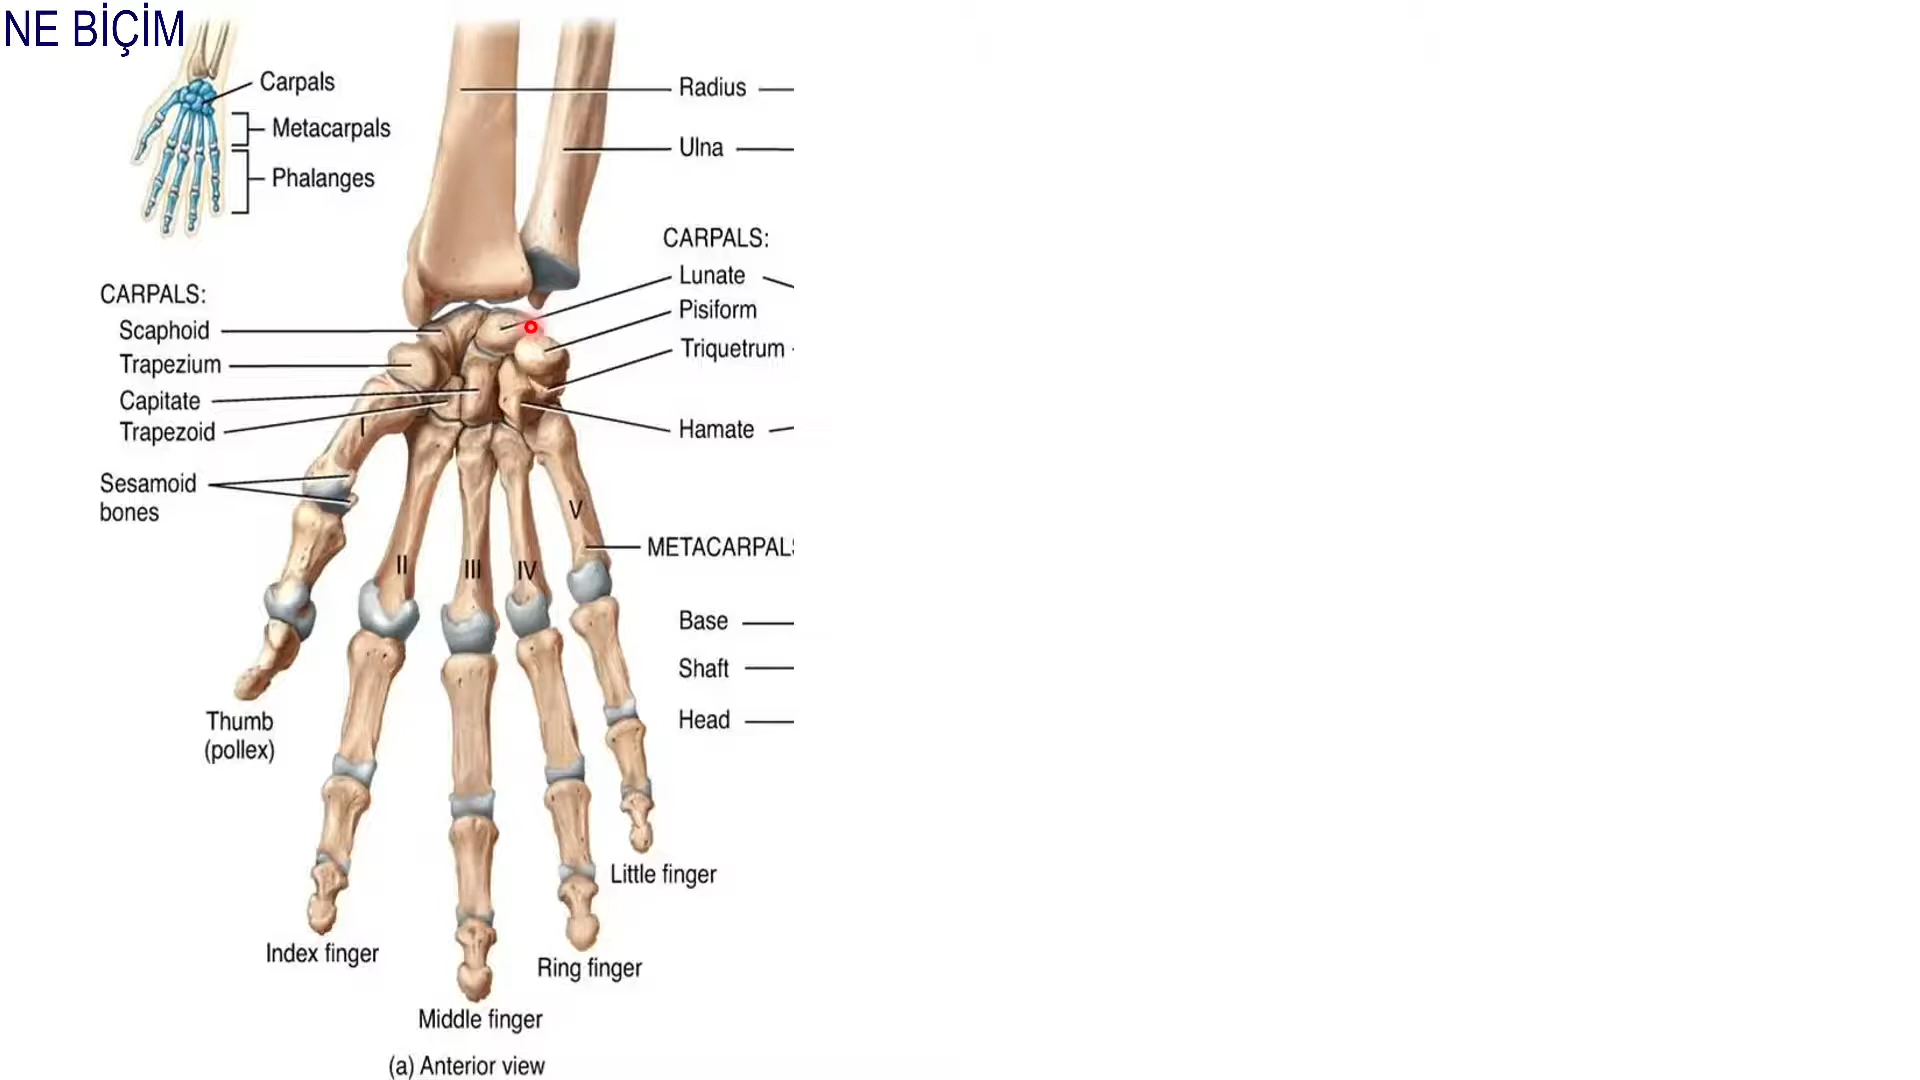 NE BİÇİM
Carpals
Metacarpals
Phalanges
Radius
Ulna
CARPALS:
Lunate
Pisiform
Triquetrum
Hamate
CARPALS:
Scaphoid
Trapezium
Capitate
Trapezoid
Sesamoid
bones
I
II
III
IV
V
METACARPALS
Base
Shaft
Head
Thumb
(pollex)
Little finger
Index finger
Ring finger
Middle finger
(a) Anterior view